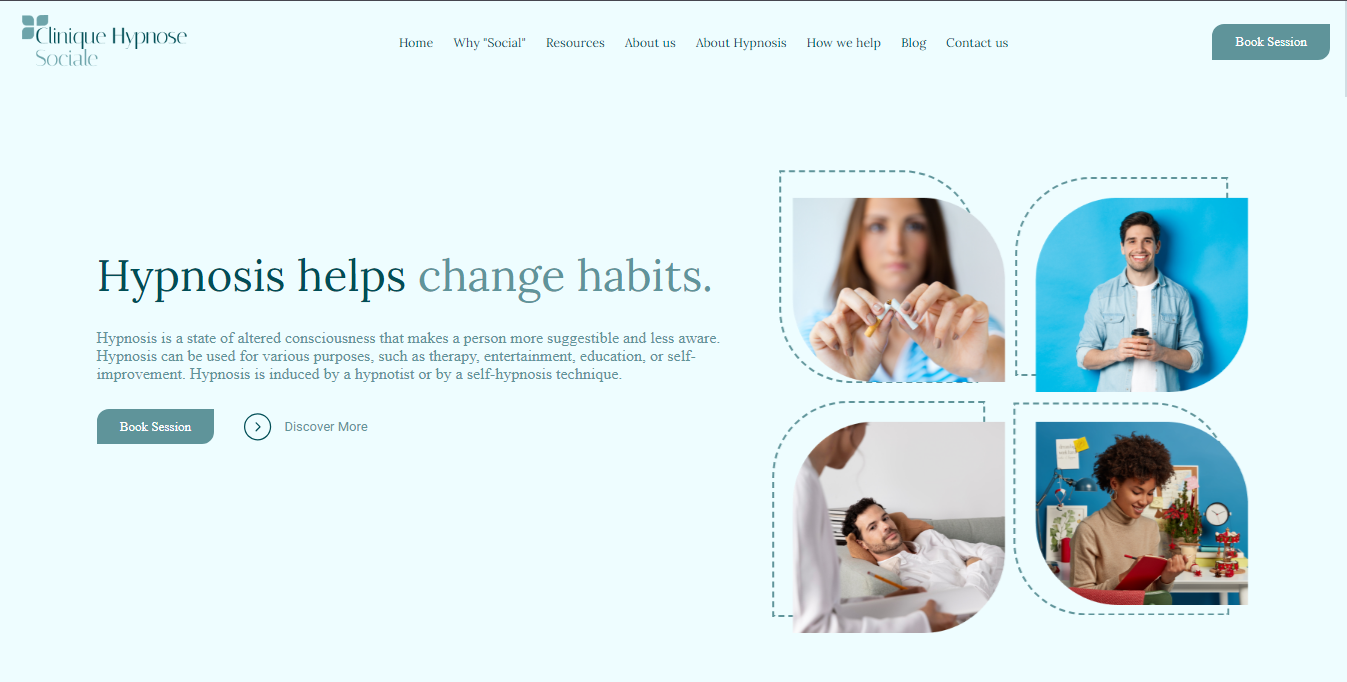 Clinique Hypnose
Sociale
Home Why "Social" Resources About us About Hypnosis How we help Blog Contact us
Book Session
Hypnosis helps change habits.
Hypnosis is a state of altered consciousness that makes a person more suggestible and less aware.
Hypnosis can be used for various purposes, such as therapy, entertainment, education, or self-
improvement. Hypnosis is induced by a hypnotist or by a self-hypnosis technique.
Book Session
Discover More